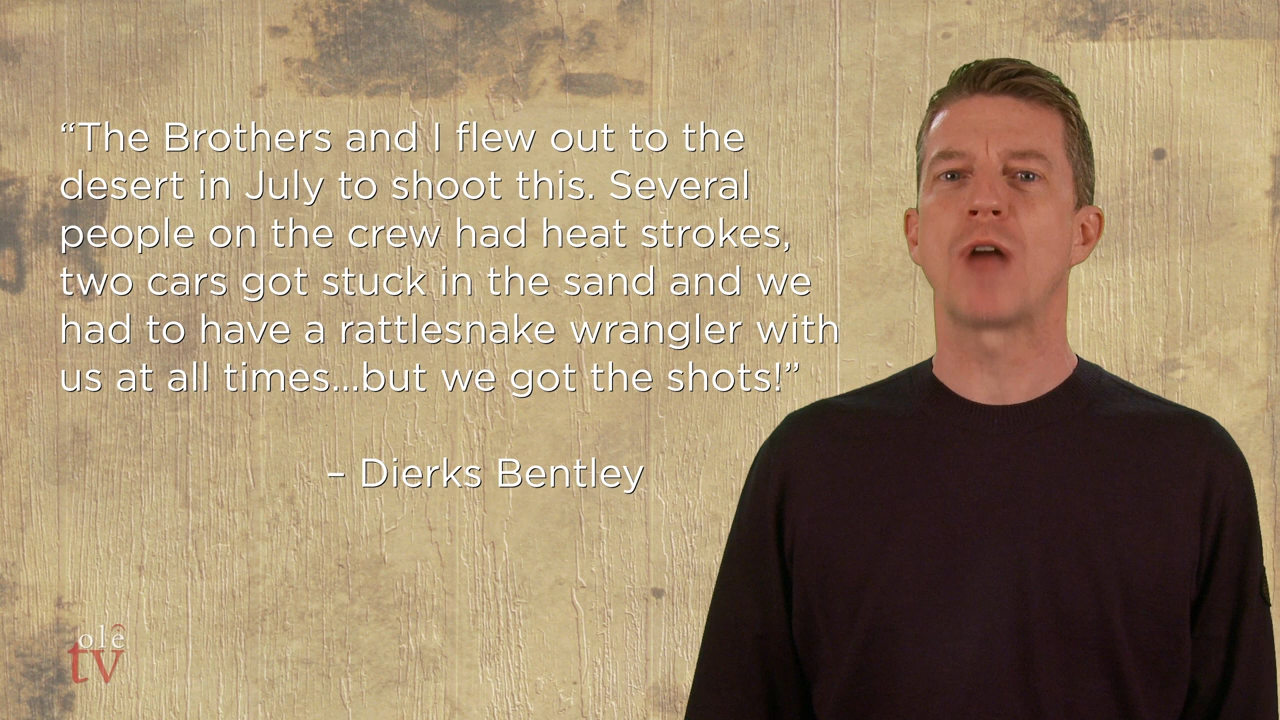 “The Brothers and I flew out to the
desert in July to shoot this. Several
people on the crew had heat strokes,
two cars got stuck in the sand and we
had to have a rattlesnake wrangler with
us at all times...but we got the shots!”
– Dierks Bentley
olê
tv